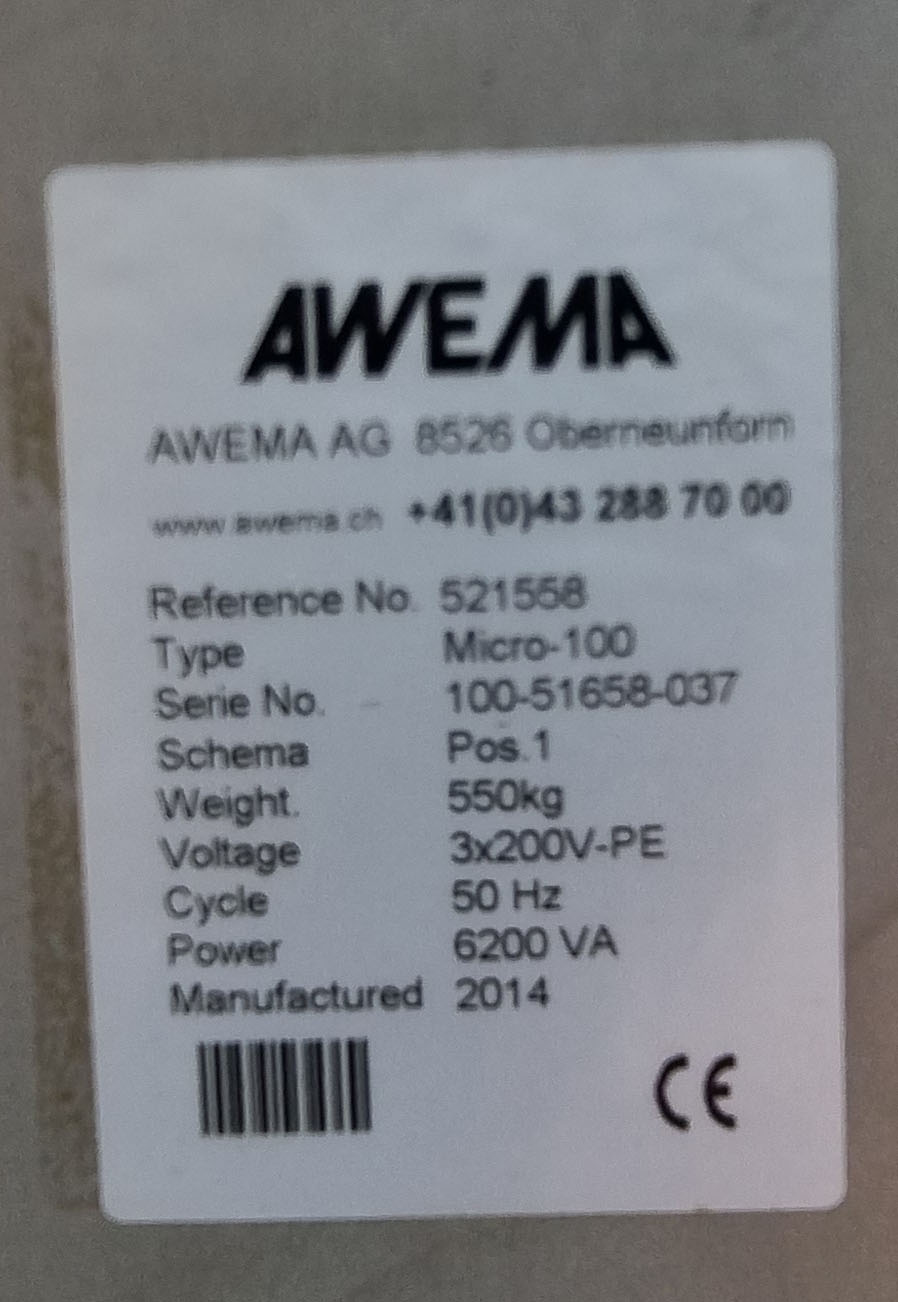 AWEMA
AWEMA AG 8526 Oberneunforn
www.awema.ch +41(0)43 288 70 00
Reference No. 521558
Type Micro-100
Serie No. 100-51658-037
Schema Pos.1
Weight. 550kg
Voltage 3x200V-PE
Cycle 50 Hz
Power 6200 VA
Manufactured 2014
CE